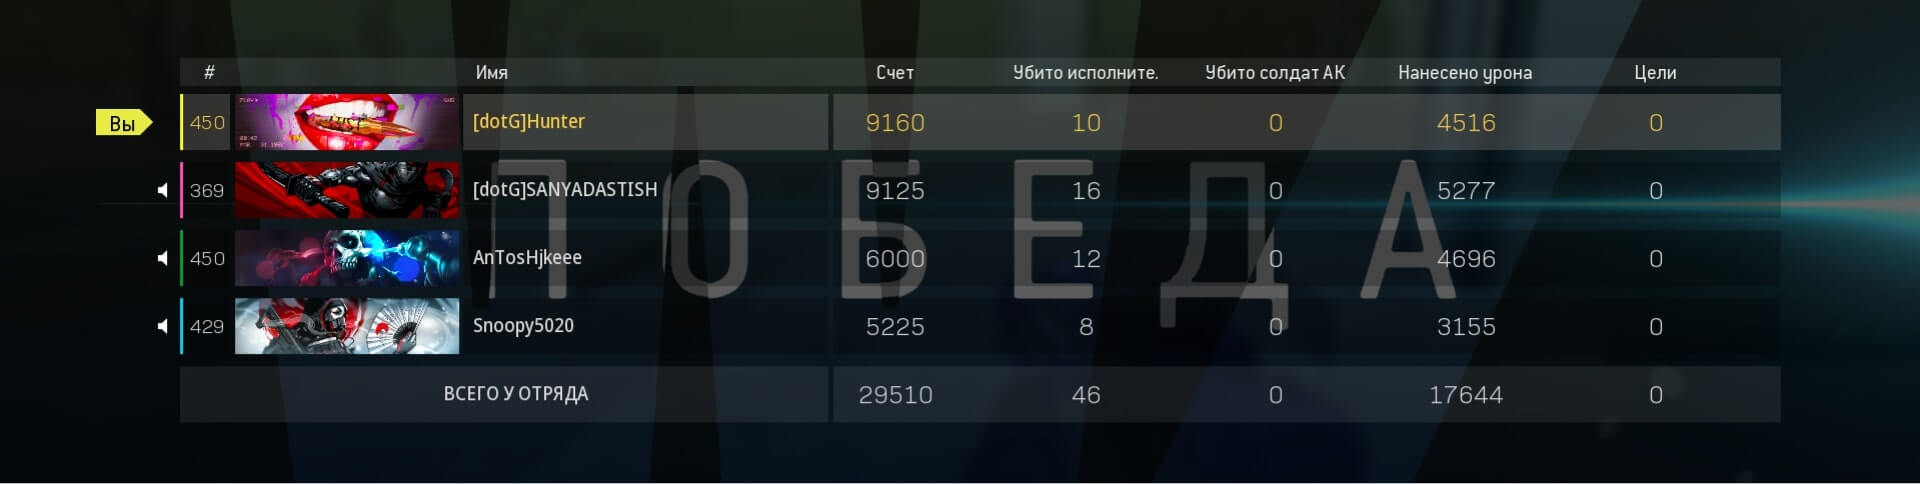 # Имя Счет Убито исполните. Убито солдат АК Нанесено урона Цели
Вы 450 [dotG]Hunter 9160 10 0 4516 0
369 [dotG]SANYADASTISH 9125 16 0 5277 0
ПОБЕДА
450 AnTosHjkeee 6000 12 0 4696 0
429 Snoopy5020 5225 8 0 3155 0
ВСЕГО У ОТРЯДА 29510 46 0 17644 0